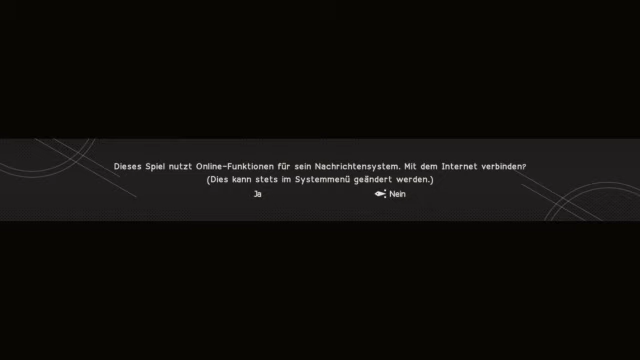 Dieses Spiel nutzt Online-Funktionen für sein Nachrichtensystem. Mit dem Internet verbinden?
(Dies kann stets im Systemmenü geändert werden.)
Ja Nein